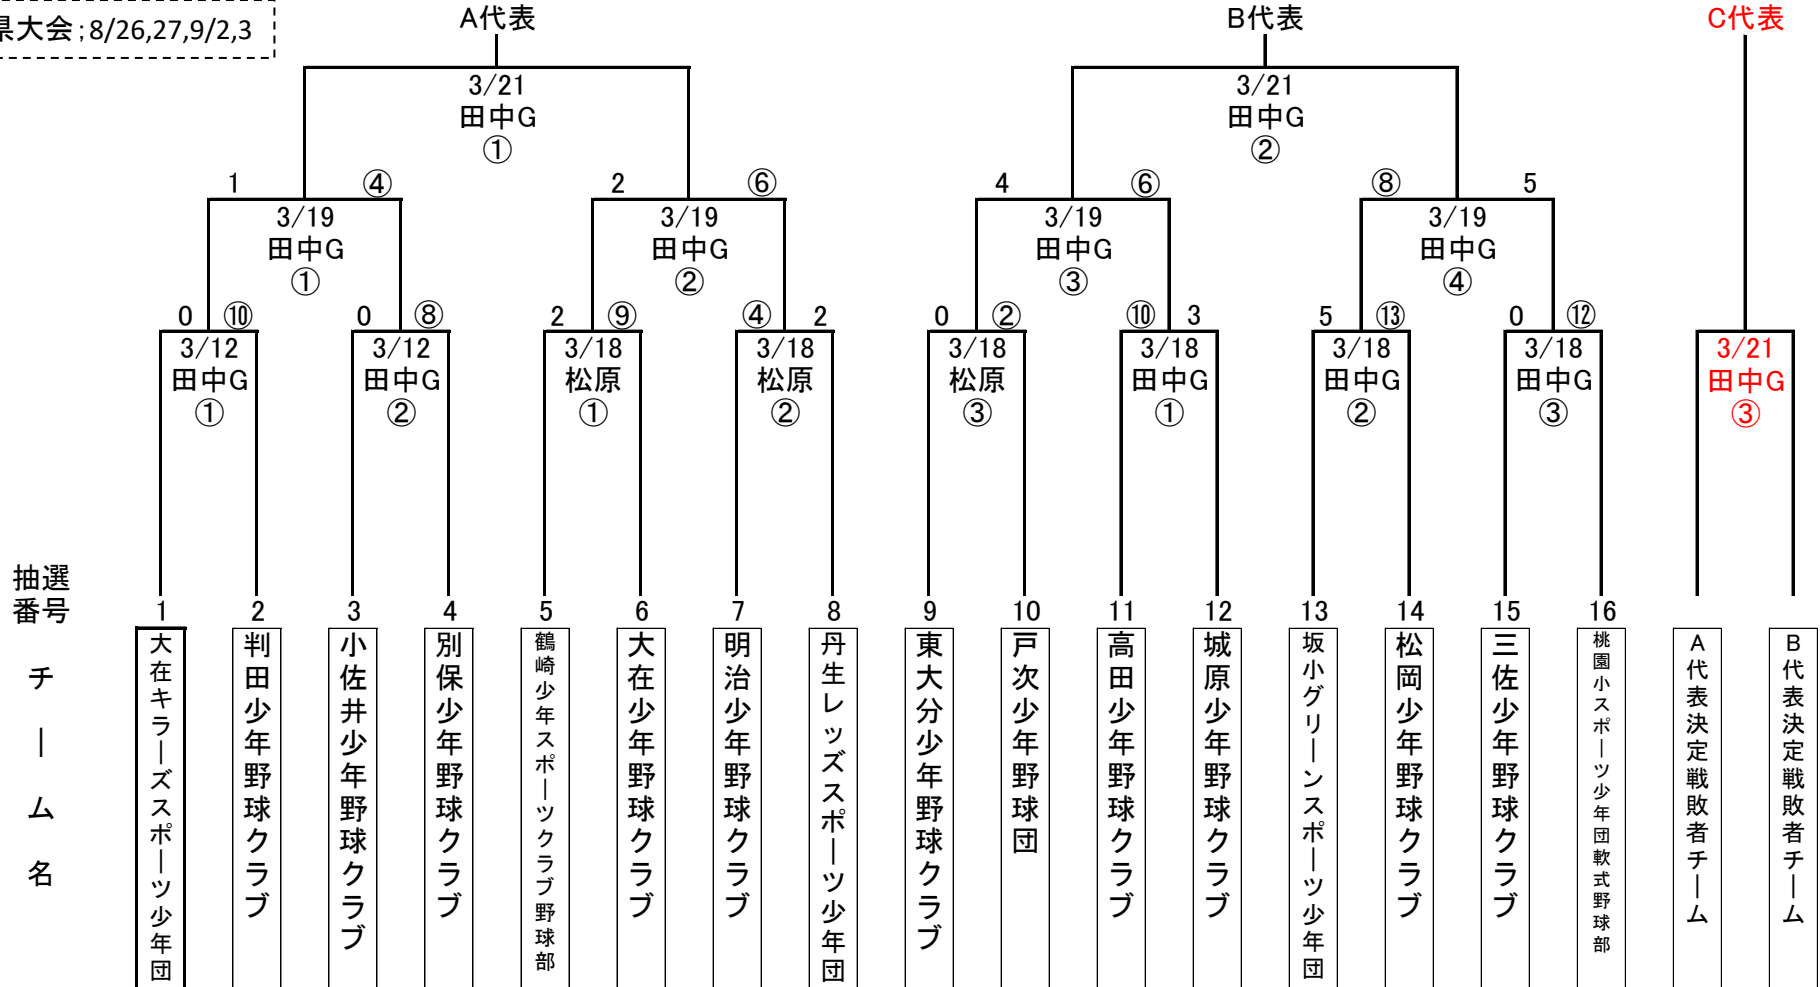 県大会；8/26,27,9/2,3
A代表
B代表
C代表
3/21
田中G
①
3/21
田中G
②
1
④
2
⑥
4
⑥
⑧
5
3/19
田中G
①
3/19
田中G
②
3/19
田中G
③
3/19
田中G
④
0
⑩
0
⑧
2
⑨
④
2
0
②
⑩
3
5
⑬
0
⑫
3/12
田中G
①
3/12
田中G
②
3/18
松原
①
3/18
松原
②
3/18
松原
③
3/18
田中G
①
3/18
田中G
②
3/18
田中G
③
3/21
田中G
③
抽選
番号
1
2
3
4
5
6
7
8
9
10
11
12
13
14
15
16
チーム名
大在キラーズスポーツ少年団
判田少年野球クラブ
小佐井少年野球クラブ
別保少年野球クラブ
鶴崎少年スポーツクラブ野球部
大在少年野球クラブ
明治少年野球クラブ
丹生レッズスポーツ少年団
東大分少年野球クラブ
戸次少年野球団
高田少年野球クラブ
城原少年野球クラブ
坂小グリーンスポーツ少年団
松岡少年野球クラブ
三佐少年野球クラブ
桃園小スポーツ少年団軟式野球部
A代表決定戦敗者チーム
B代表決定戦敗者チーム